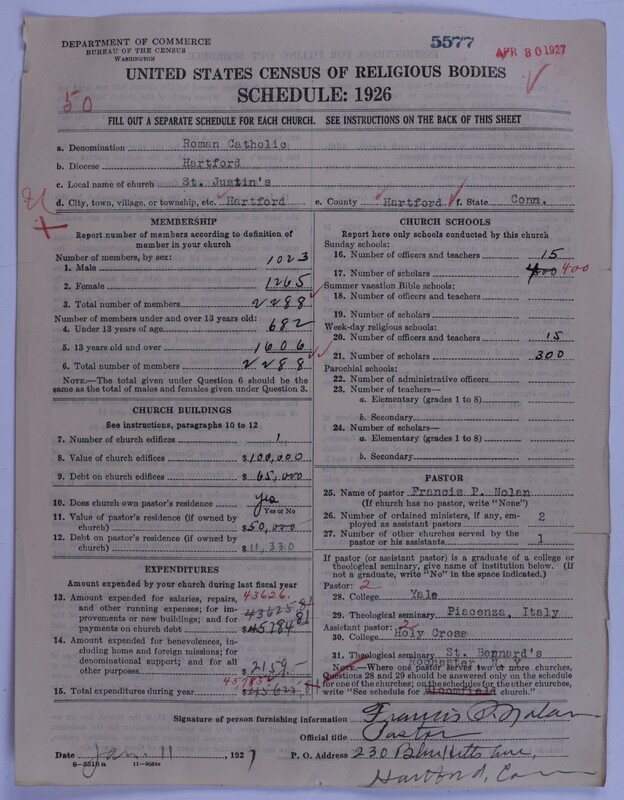 DEPARTMENT OF COMMERCE
BUREAU OF THE CENSUS
WASHINGTON
5577
APR 30 1927
UNITED STATES CENSUS OF RELIGIOUS BODIES
SCHEDULE: 1926
50
FILL OUT A SEPARATE SCHEDULE FOR EACH CHURCH. SEE INSTRUCTIONS ON THE BACK OF THIS SHEET
a. Denomination Roman Catholic
b. Diocese Hartford
c. Local name of church St. Justin's
d. City, town, village, or township, etc. Hartford e. County Hartford f. State Conn.
MEMBERSHIP
Report number of members according to definition of
member in your church
Number of members, by sex:
1. Male 1023
2. Female 1265
3. Total number of members 2288
Number of members under and over 13 years old:
4. Under 13 years of age 682
5. 13 years old and over 1606
6. Total number of members 2288
NOTE.—The total given under Question 6 should be the
same as the total of males and females given under Question 3.
CHURCH BUILDINGS
See instructions, paragraphs 10 to 12
7. Number of church edifices 1
8. Value of church edifices $100,000
9. Debt on church edifices $65,000
10. Does church own pastor's residence yes
Yes or No
11. Value of pastor's residence (if owned by
church) $50,000
12. Debt on pastor's residence (if owned by
church) $11,330
EXPENDITURES
Amount expended by your church during last fiscal year
13. Amount expended for salaries, repairs, 43626.
and other running expenses; for im- 43625.81
provements or new buildings; and for
payments on church debt $45784.81
14. Amount expended for benevolences, in-
cluding home and foreign missions; for
denominational support; and for all
other purposes $2159.
45785
15. Total expenditures during year
CHURCH SCHOOLS
Report here only schools conducted by this church
Sunday schools:
16. Number of officers and teachers 15
17. Number of scholars 400 400
Summer vacation Bible schools:
18. Number of officers and teachers
19. Number of scholars
Week-day religious schools:
20. Number of officers and teachers 15
21. Number of scholars 300
Parochial schools:
22. Number of administrative officers
23. Number of teachers—
a. Elementary (grades 1 to 8)
b. Secondary
24. Number of scholars—
a. Elementary (grades 1 to 8)
b. Secondary
PASTOR
25. Name of pastor Francis P. Nolan
(If church has no pastor, write "None")
26. Number of ordained ministers, if any, em-
ployed as assistant pastors 2
27. Number of other churches served by the
pastor or his assistants 1
If pastor (or assistant pastor) is a graduate of a college or
theological seminary, give name of institution below. (If
not a graduate, write "No" in the space indicated.)
Pastor: 2
28. College Yale
29. Theological seminary Piacenza, Italy
Assistant pastor: 2
30. College Holy Cross
31. Theological seminary St. Bernard's
Rochester N Y
NOTE.—Where one pastor serves two or more churches,
Questions 28 and 29 should be answered only on the schedule
for one of the churches; on the schedules for the other churches,
write "See schedule for Bloomfield church."
Signature of person furnishing information Francis P. Nolan
Official title Pastor
Date Jan. 11, 1927 P. O. Address 230 Ave,
8-5518a
Hartford, Conn